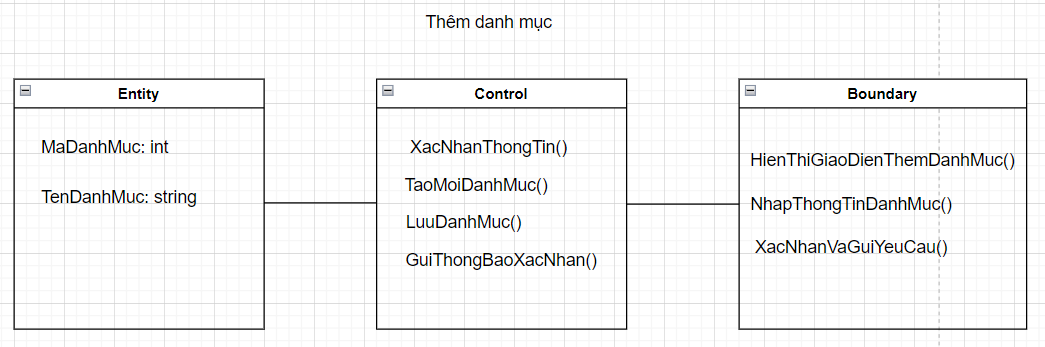 Thêm danh mục
Entity
MaDanhMuc: int
TenDanhMuc: string
Control
XacNhanThongTin()
TaoMoiDanhMuc()
LuuDanhMuc()
GuiThongBaoXacNhan()
Boundary
HienThiGiaoDienThemDanhMuc()
NhapThongTinDanhMuc()
XacNhanVaGuiYeuCau()